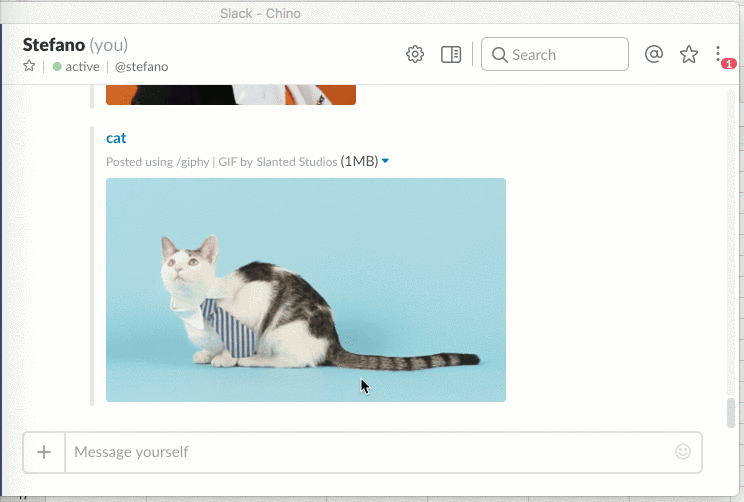 Slack - Chino
Stefano (you)
active | @stefano
Search
1
cat
Posted using /giphy | GIF by Slanted Studios (1MB)
Message yourself